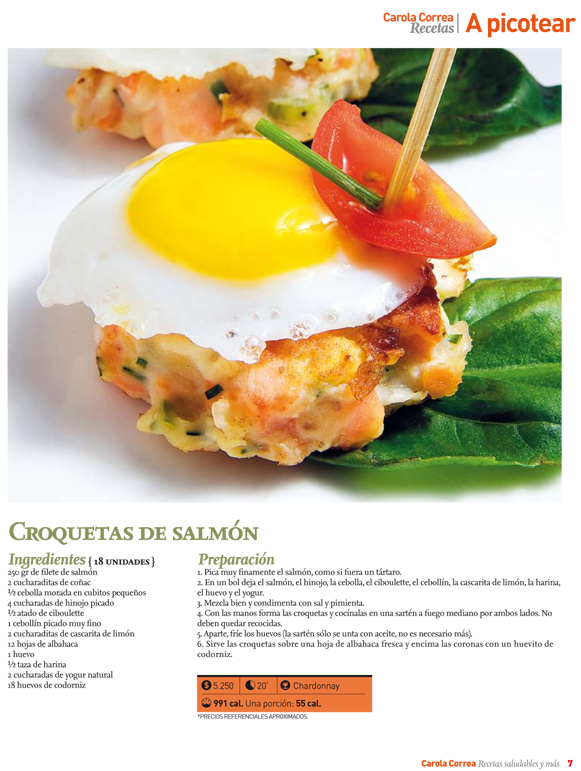 Carola Correa
Recetas
A picotear
CROQUETAS DE SALMÓN
Ingredientes { 18 UNIDADES }
250 gr de filete de salmón
2 cucharaditas de coñac
½ cebolla morada en cubitos pequeños
4 cucharadas de hinojo picado
½ atado de ciboulette
1 cebollín picado muy fino
2 cucharaditas de cascarita de limón
12 hojas de albahaca
1 huevo
½ taza de harina
2 cucharadas de yogur natural
18 huevos de codorniz
Preparación
1. Pica muy finamente el salmón, como si fuera un tártaro.
2. En un bol deja el salmón, el hinojo, la cebolla, el ciboulette, el cebollín, la cascarita de limón, la harina,
el huevo y el yogur.
3. Mezcla bien y condimenta con sal y pimienta.
4. Con las manos forma las croquetas y cocínalas en una sartén a fuego mediano por ambos lados. No
deben quedar recocidas.
5. Aparte, fríe los huevos (la sartén sólo se unta con aceite, no es necesario más).
6. Sirve las croquetas sobre una hoja de albahaca fresca y encima las coronas con un huevito de
codorniz.
$ 5.250 20' Chardonnay
991 cal. Una porción: 55 cal.
*PRECIOS REFERENCIALES APROXIMADOS.
Carola Correa Recetas saludables y más 7